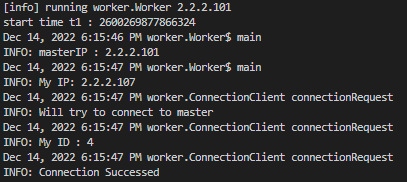 [info] running worker.Worker 2.2.2.101
start time t1 : 2600269877866324
Dec 14, 2022 6:15:46 PM worker.Worker$ main
INFO: masterIP : 2.2.2.101
Dec 14, 2022 6:15:47 PM worker.Worker$ main
INFO: My IP: 2.2.2.107
Dec 14, 2022 6:15:47 PM worker.ConnectionClient connectionRequest
INFO: Will try to connect to master
Dec 14, 2022 6:15:47 PM worker.ConnectionClient connectionRequest
INFO: My ID : 4
Dec 14, 2022 6:15:47 PM worker.ConnectionClient connectionRequest
INFO: Connection Successed